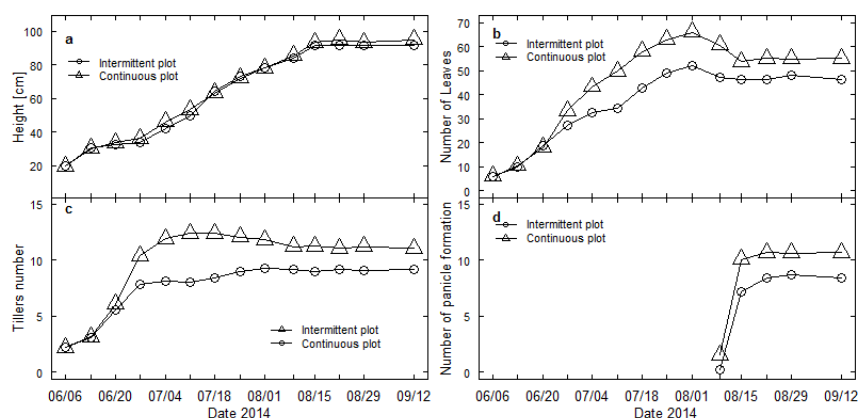 a
Intermittent plot
Continuous plot
Height [cm]
100
80
60
40
20
b
Intermittent plot
Continuous plot
Number of Leaves
70
60
50
40
30
20
10
0
c
Intermittent plot
Continuous plot
Tillers number
15
10
5
0
06/06 06/20 07/04 07/18 08/01 08/15 08/29 09/12
Date 2014
d
Intermittent plot
Continuous plot
Number of panicle formation
15
10
5
0
06/06 06/20 07/04 07/18 08/01 08/15 08/29 09/12
Date 2014